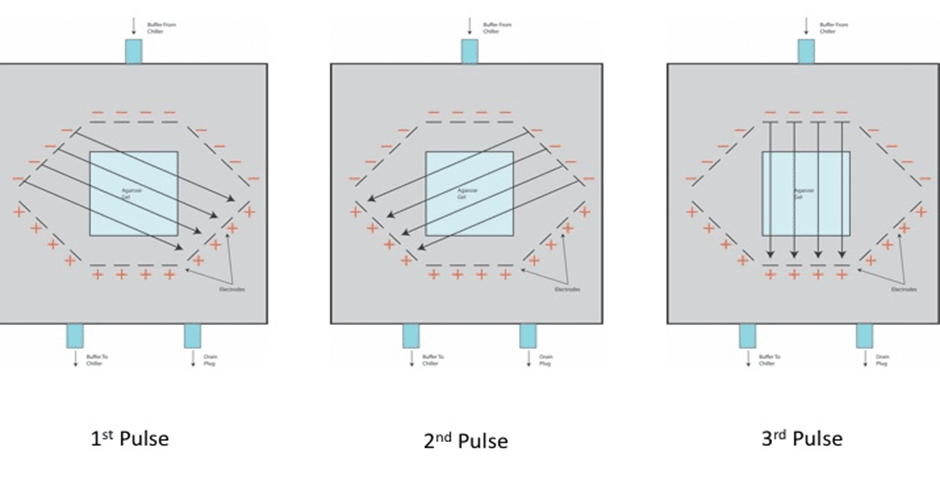 Buffer From
Chiller
Agarose
Gel
Electrodes
Buffer To
Chiller
Drain
Plug
1st Pulse
Buffer From
Chiller
Agarose
Gel
Electrodes
Buffer To
Chiller
Drain
Plug
2nd Pulse
Buffer From
Chiller
Agarose
Gel
Electrodes
Buffer To
Chiller
Drain
Plug
3rd Pulse